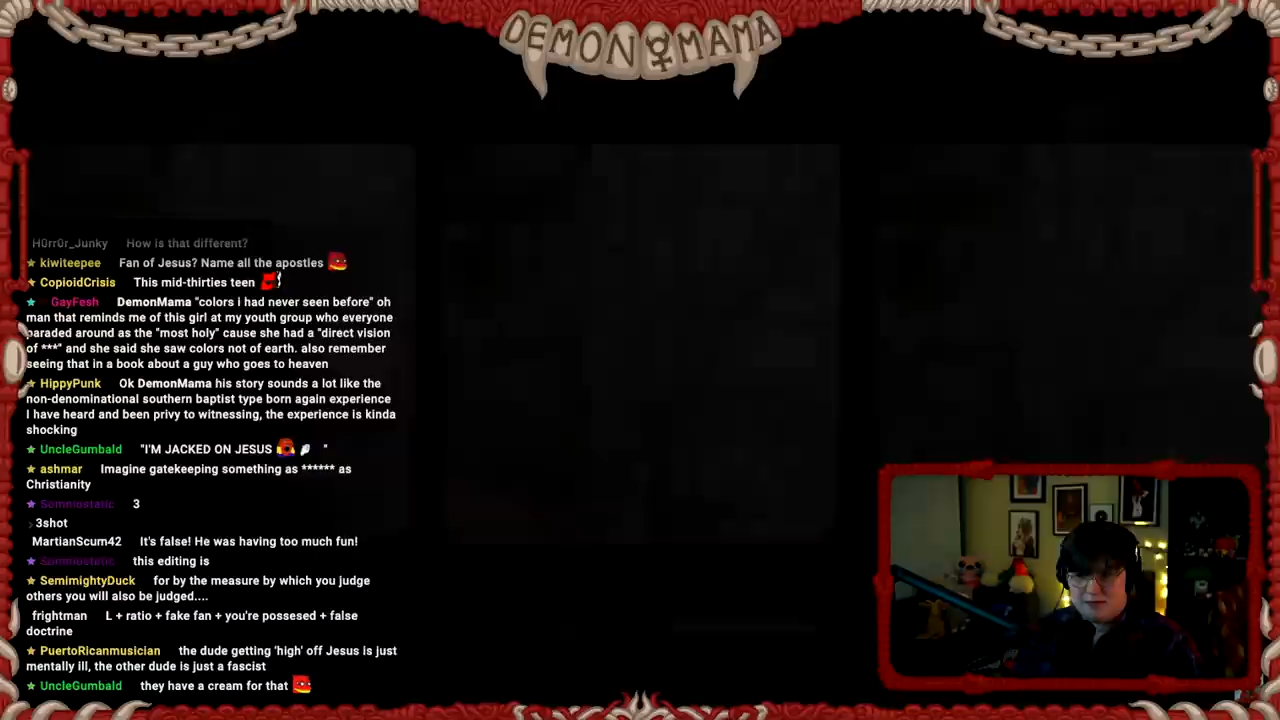 DEMON MAMA
H0rr0r_Junky How is that different?
kiwiteepee Fan of Jesus? Name all the apostles
CopioidCrisis This mid-thirties teen
GayFesh DemonMama "colors i had never seen before" oh
man that reminds me of this girl at my youth group who everyone
paraded around as the "most holy" cause she had a "direct vision
of ***" and she said she saw colors not of earth. also remember
seeing that in a book about a guy who goes to heaven
HippyPunk Ok DemonMama his story sounds a lot like the
non-denominational southern baptist type born again experience
I have heard and been privy to witnessing, the experience is kinda
shocking
UncleGumbald "I'M JACKED ON JESUS "
ashmar Imagine gatekeeping something as ****** as
Christianity
Somniostatic 3
3shot
MartianScum42 It's false! He was having too much fun!
Somniostatic this editing is
SemimightyDuck for by the measure by which you judge
others you will also be judged....
frightman L + ratio + fake fan + you're possesed + false
doctrine
PuertoRicanmusician the dude getting 'high' off Jesus is just
mentally ill, the other dude is just a fascist
UncleGumbald they have a cream for that